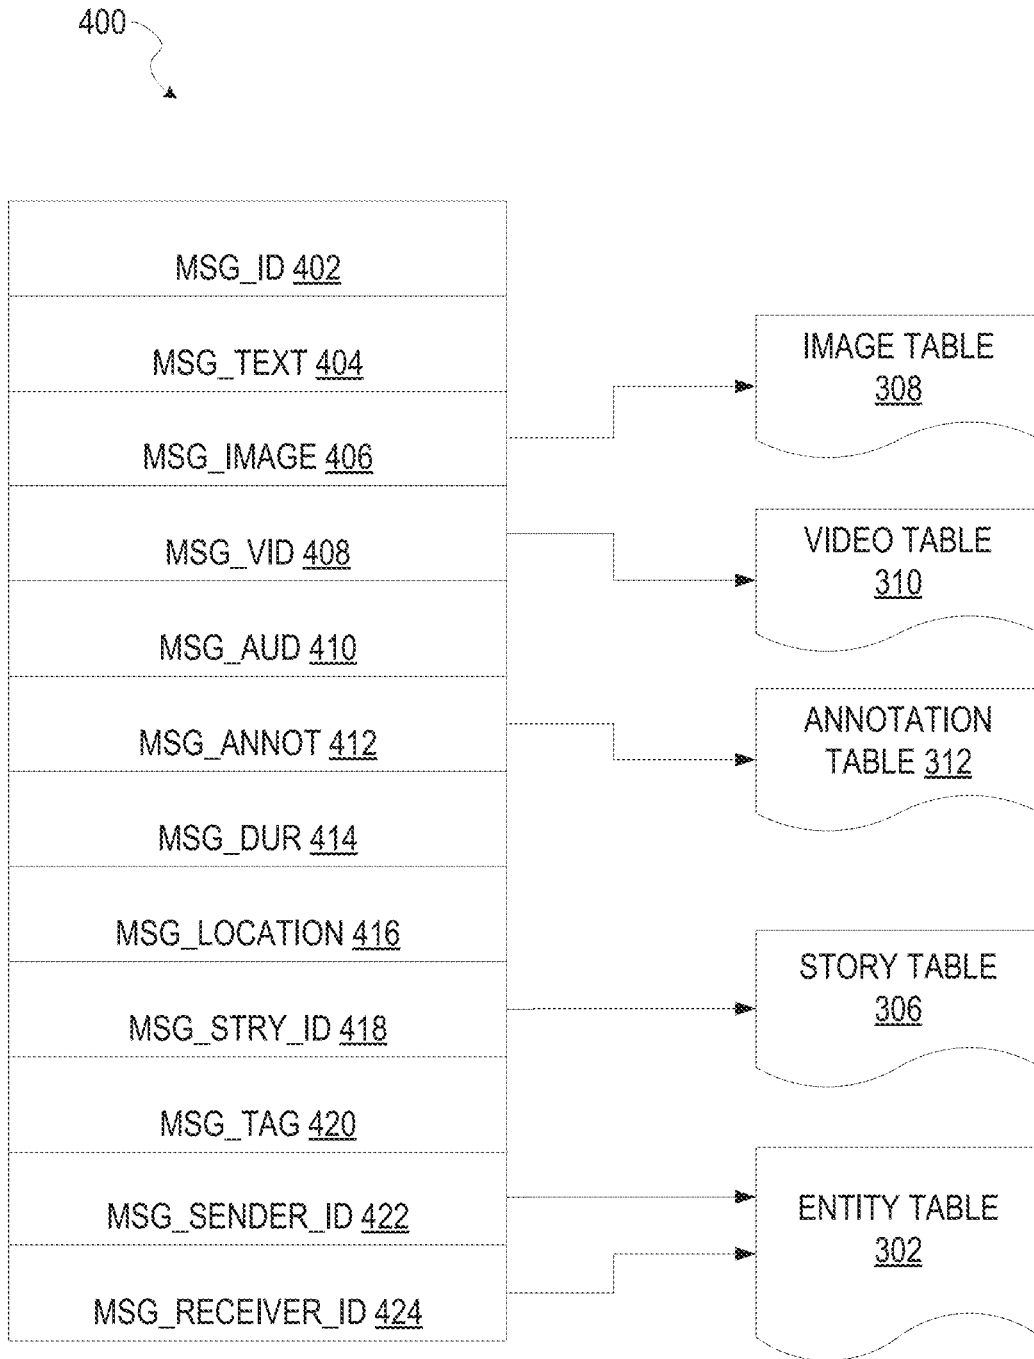 400
MSG_ID 402
MSG_TEXT 404
MSG_IMAGE 406
MSG_VID 408
MSG_AUD 410
MSG_ANNOT 412
MSG_DUR 414
MSG_LOCATION 416
MSG_STRY_ID 418
MSG_TAG 420
MSG_SENDER_ID 422
MSG_RECEIVER_ID 424
IMAGE TABLE
308
VIDEO TABLE
310
ANNOTATION
TABLE 312
STORY TABLE
306
ENTITY TABLE
302